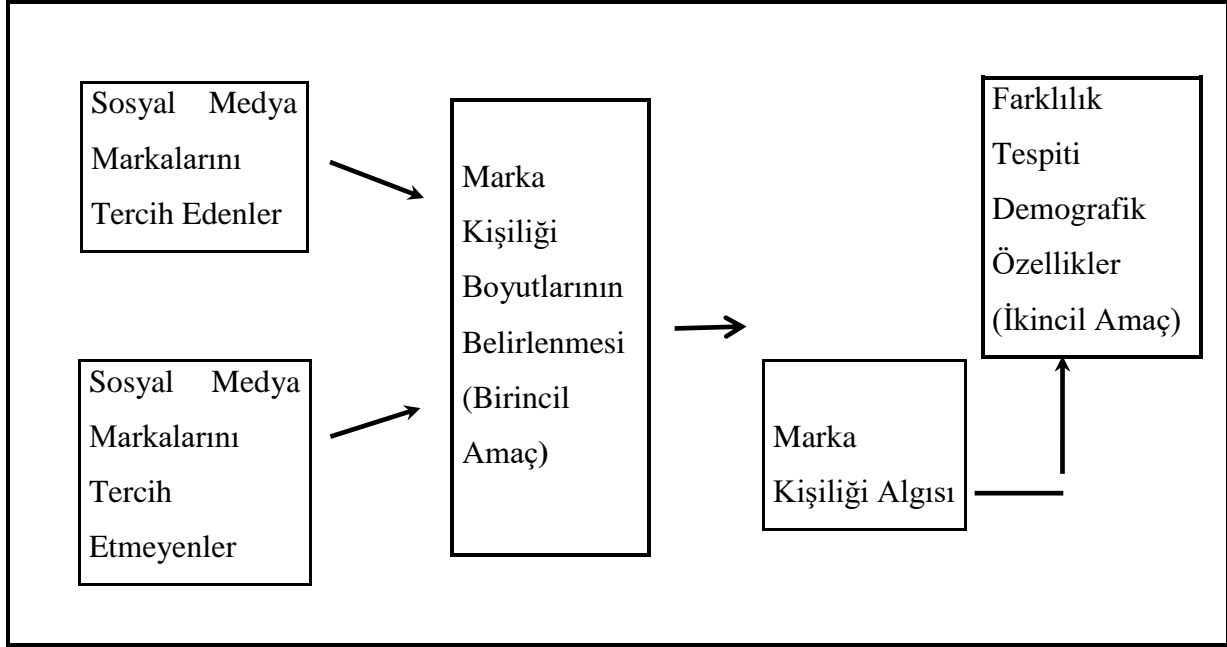 Sosyal Medya
Markalarını
Tercih Edenler
Sosyal Medya
Markalarını
Tercih
Etmeyenler
Marka
Kişiliği
Boyutlarının
Belirlenmesi
(Birincil
Amaç)
Marka
Kişiliği Algısı
Farklılık
Tespiti
Demografik
Özellikler
(İkincil Amaç)